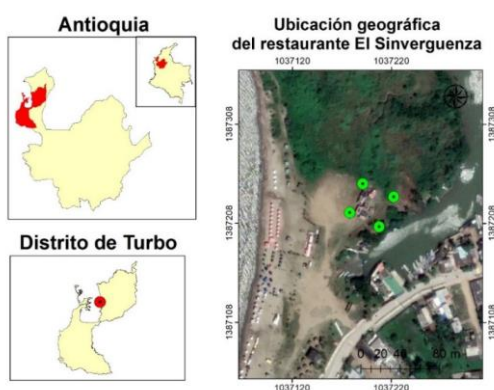 Antioquia
Distrito de Turbo
Ubicación geográfica
del restaurante El Sinverguenza
1037120 1037220
1387308 1387308
1387208 1387208
1387108 1387108
0 20 40 80 m
1037120 1037220